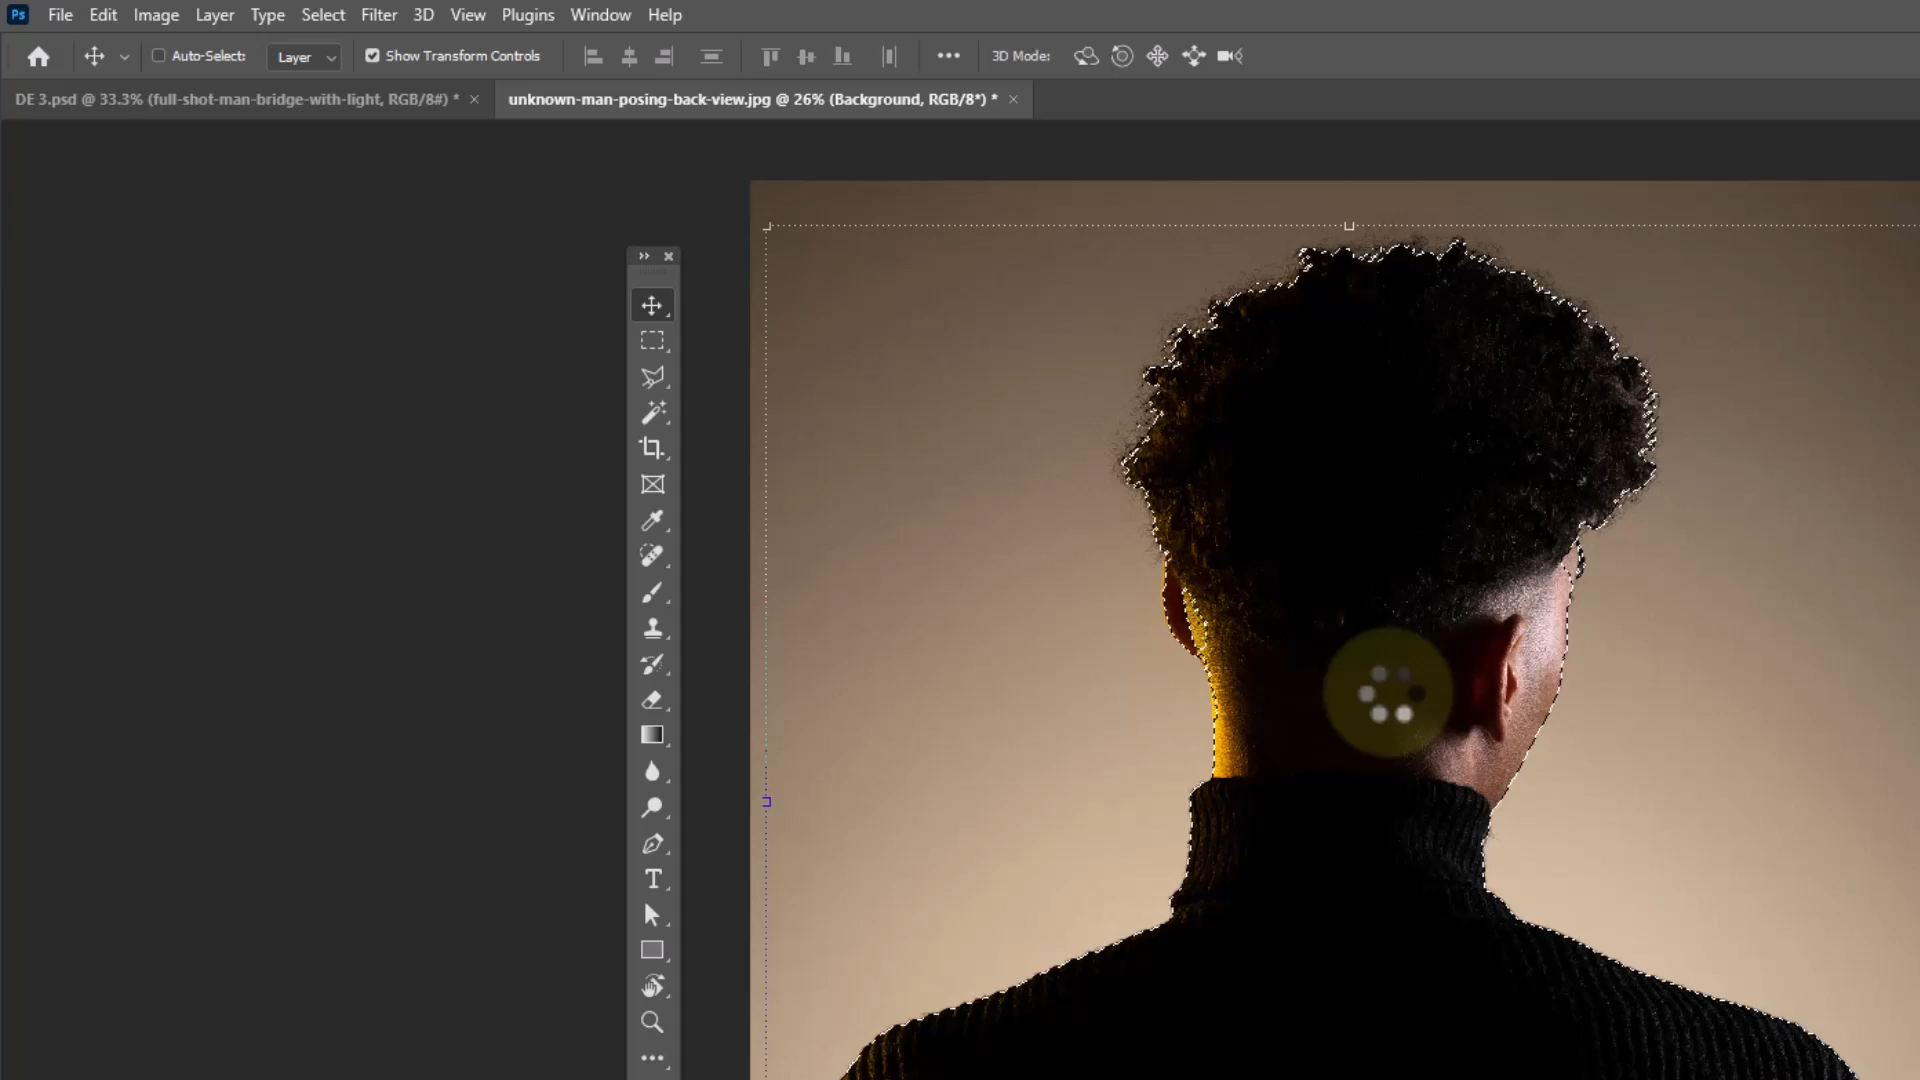 Ps File Edit Image Layer Type Select Filter 3D View Plugins Window Help
Auto-Select: Layer Show Transform Controls 3D Mode:
DE 3.psd @ 33.3% (full-shot-man-bridge-with-light, RGB/8#) * unknown-man-posing-back-view.jpg @ 26% (Background, RGB/8*) *